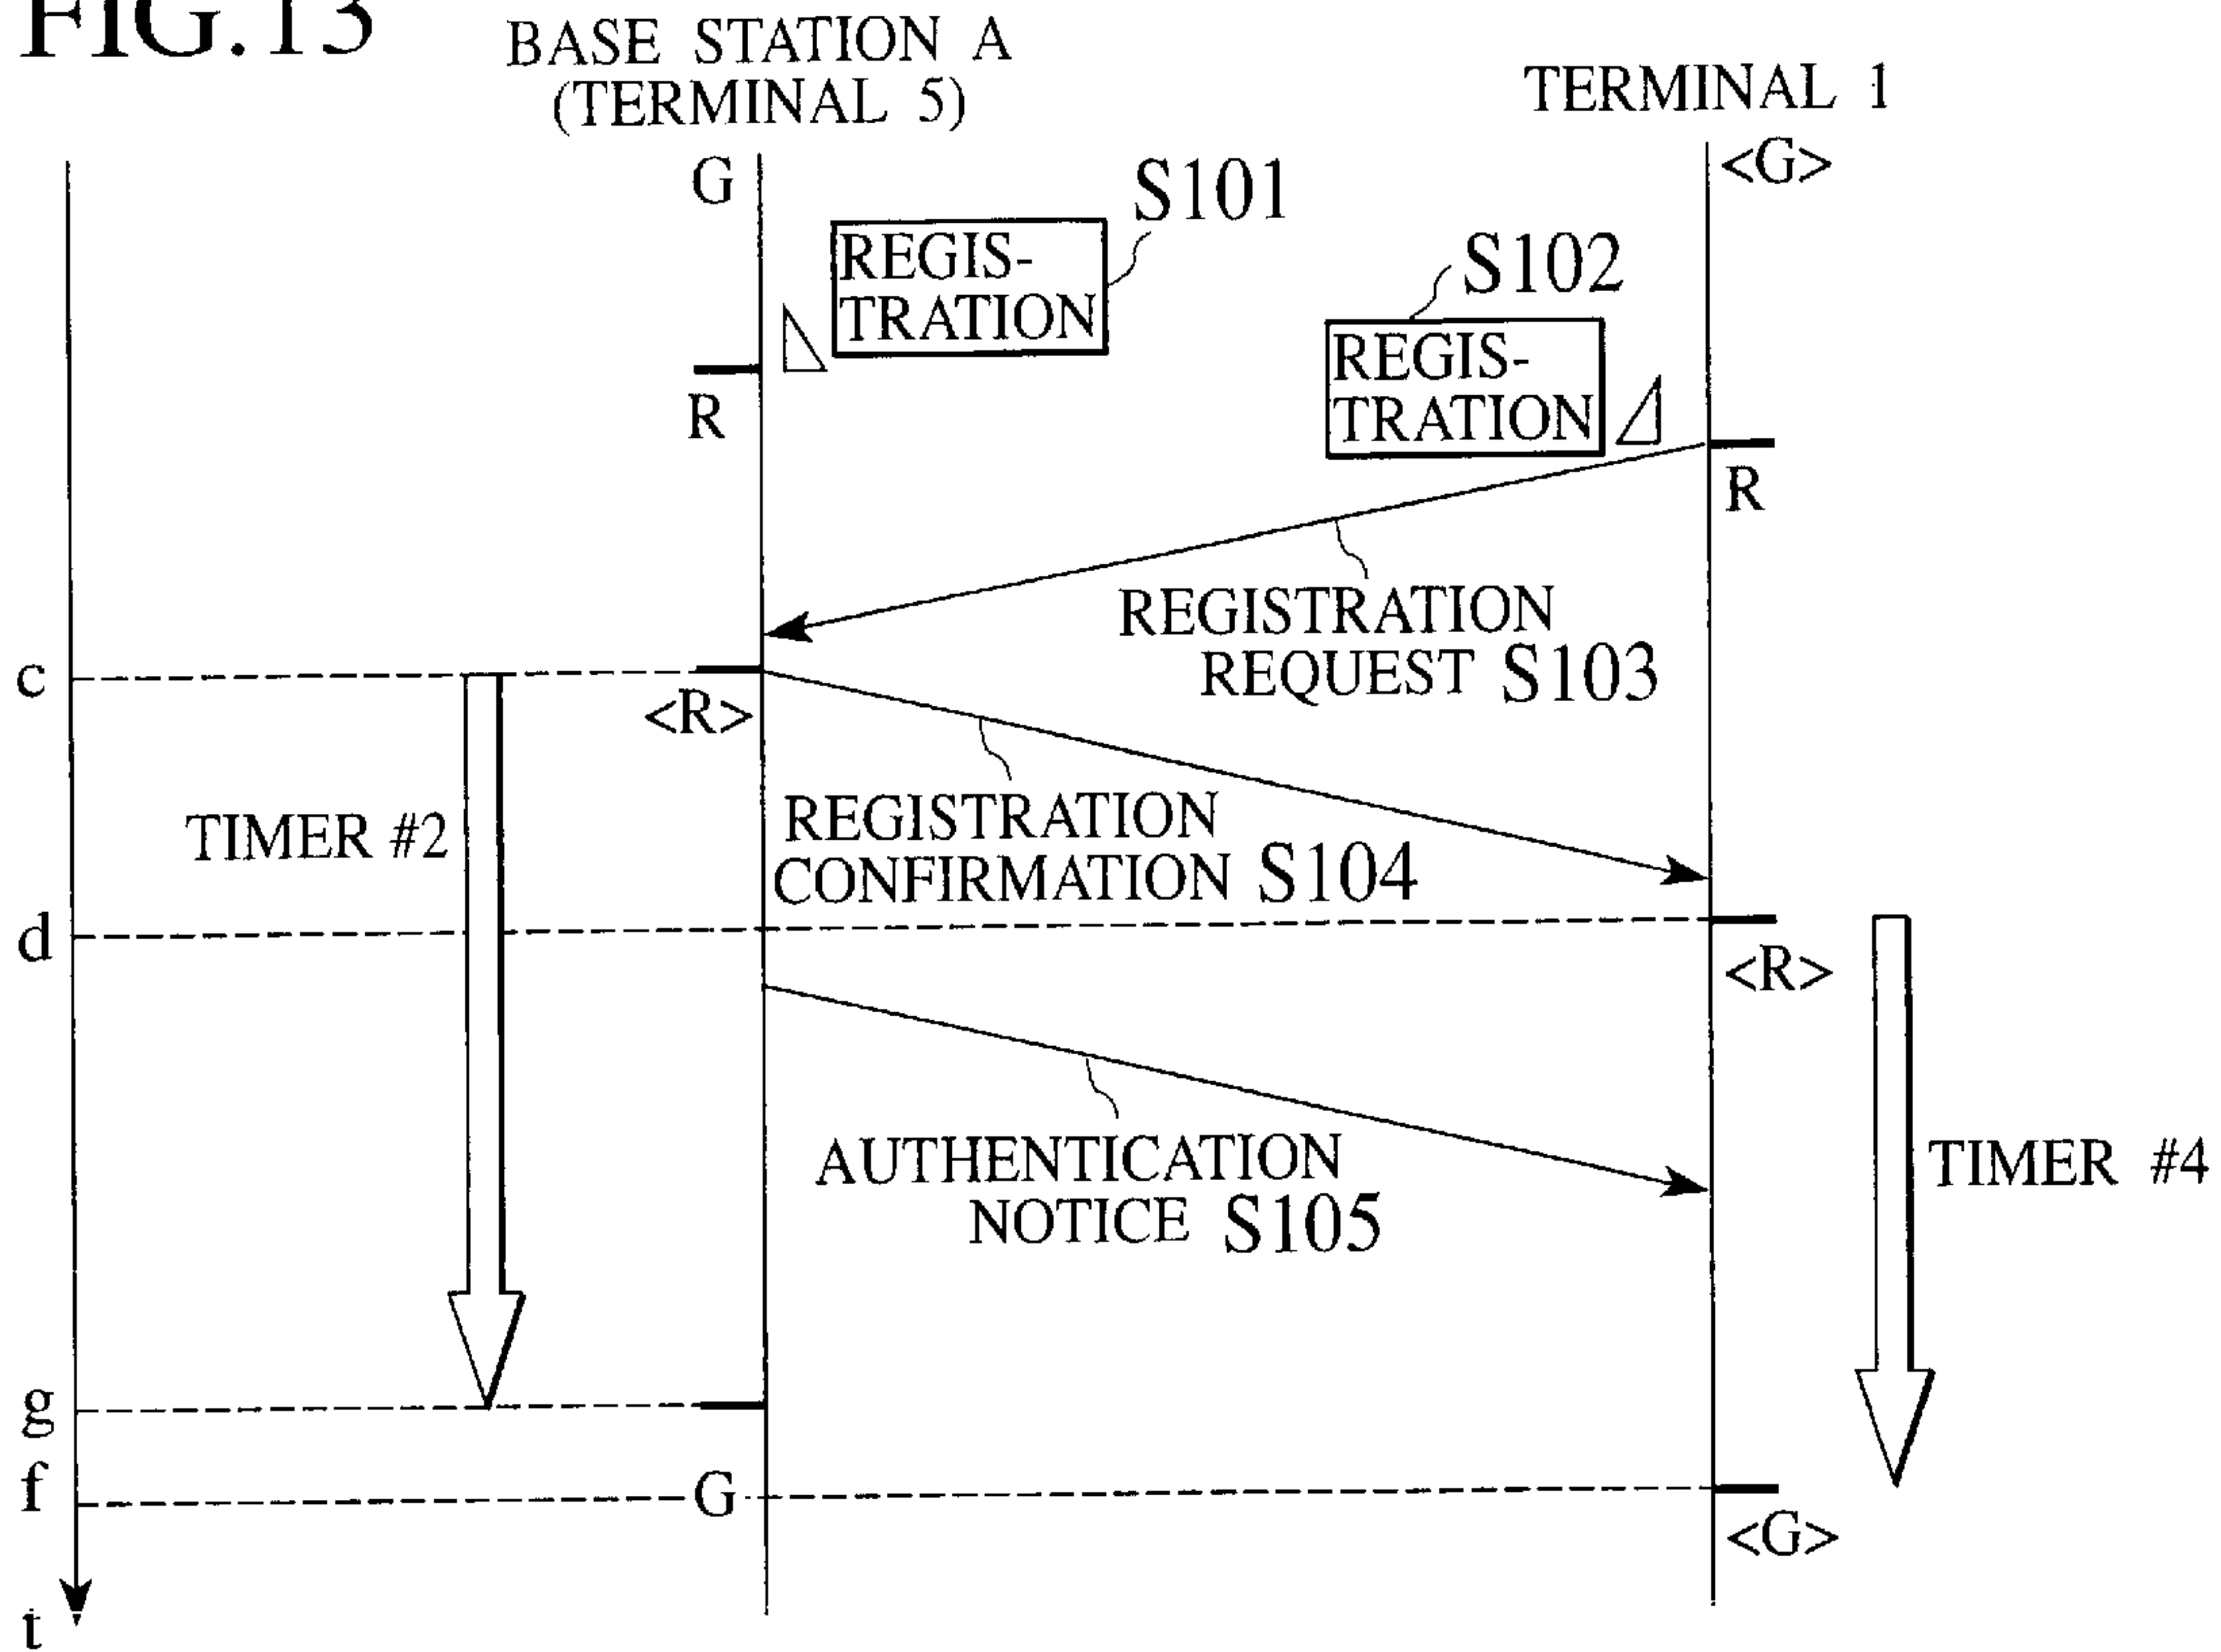 FIG.13
BASE STATION A
(TERMINAL 5)
TERMINAL 1
G
<G>
S101
REGIS-
TRATION
S102
REGIS-
TRATION
R
R
REGISTRATION
REQUEST S103
c
<R>
TIMER #2
REGISTRATION
CONFIRMATION S104
d
<R>
AUTHENTICATION
NOTICE S105
TIMER #4
g
f
G
<G>
t